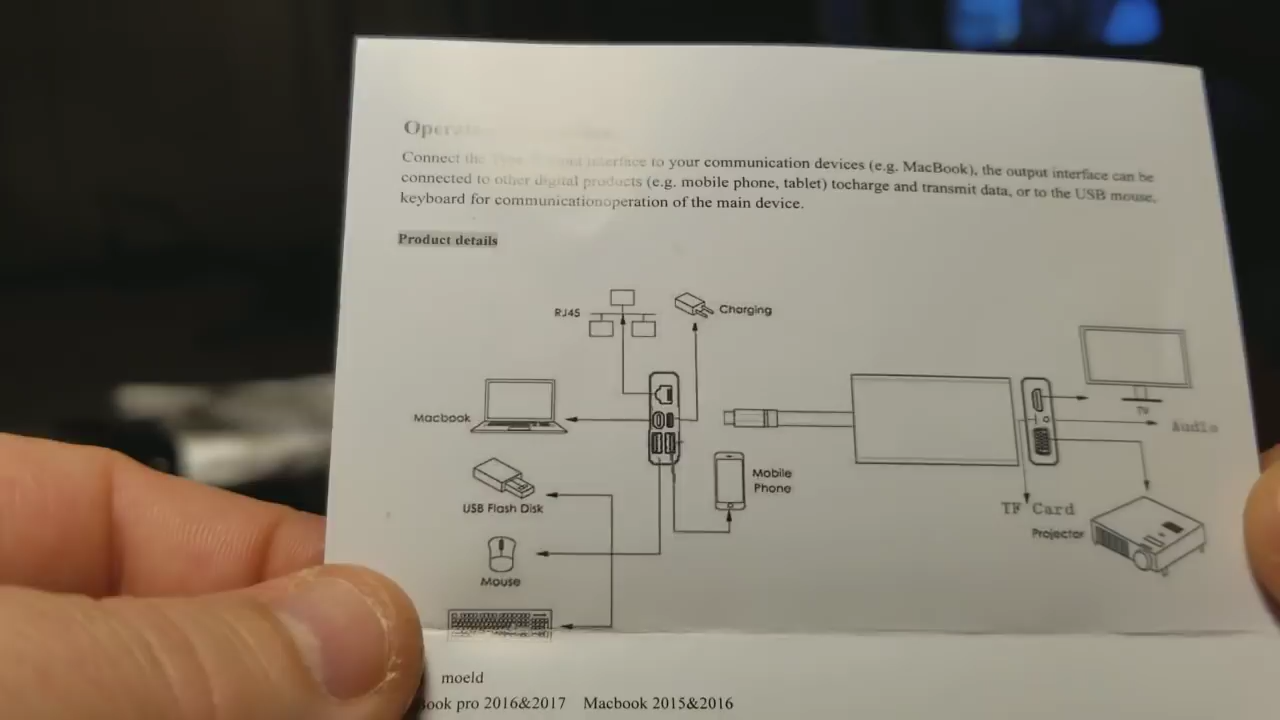 Connect the interface to your communication devices (e.g. MacBook), the output interface can be
connected to other digital products (e.g. mobile phone, tablet) tocharge and transmit data, or to the USB mouse,
keyboard for communicationoperation of the main device.
Product details
RJ45
Charging
Macbook
TV
Audio
Mobile
Phone
USB Flash Disk
TF Card
Projector
Mouse
moeld
ook pro 2016&2017 Macbook 2015&2016